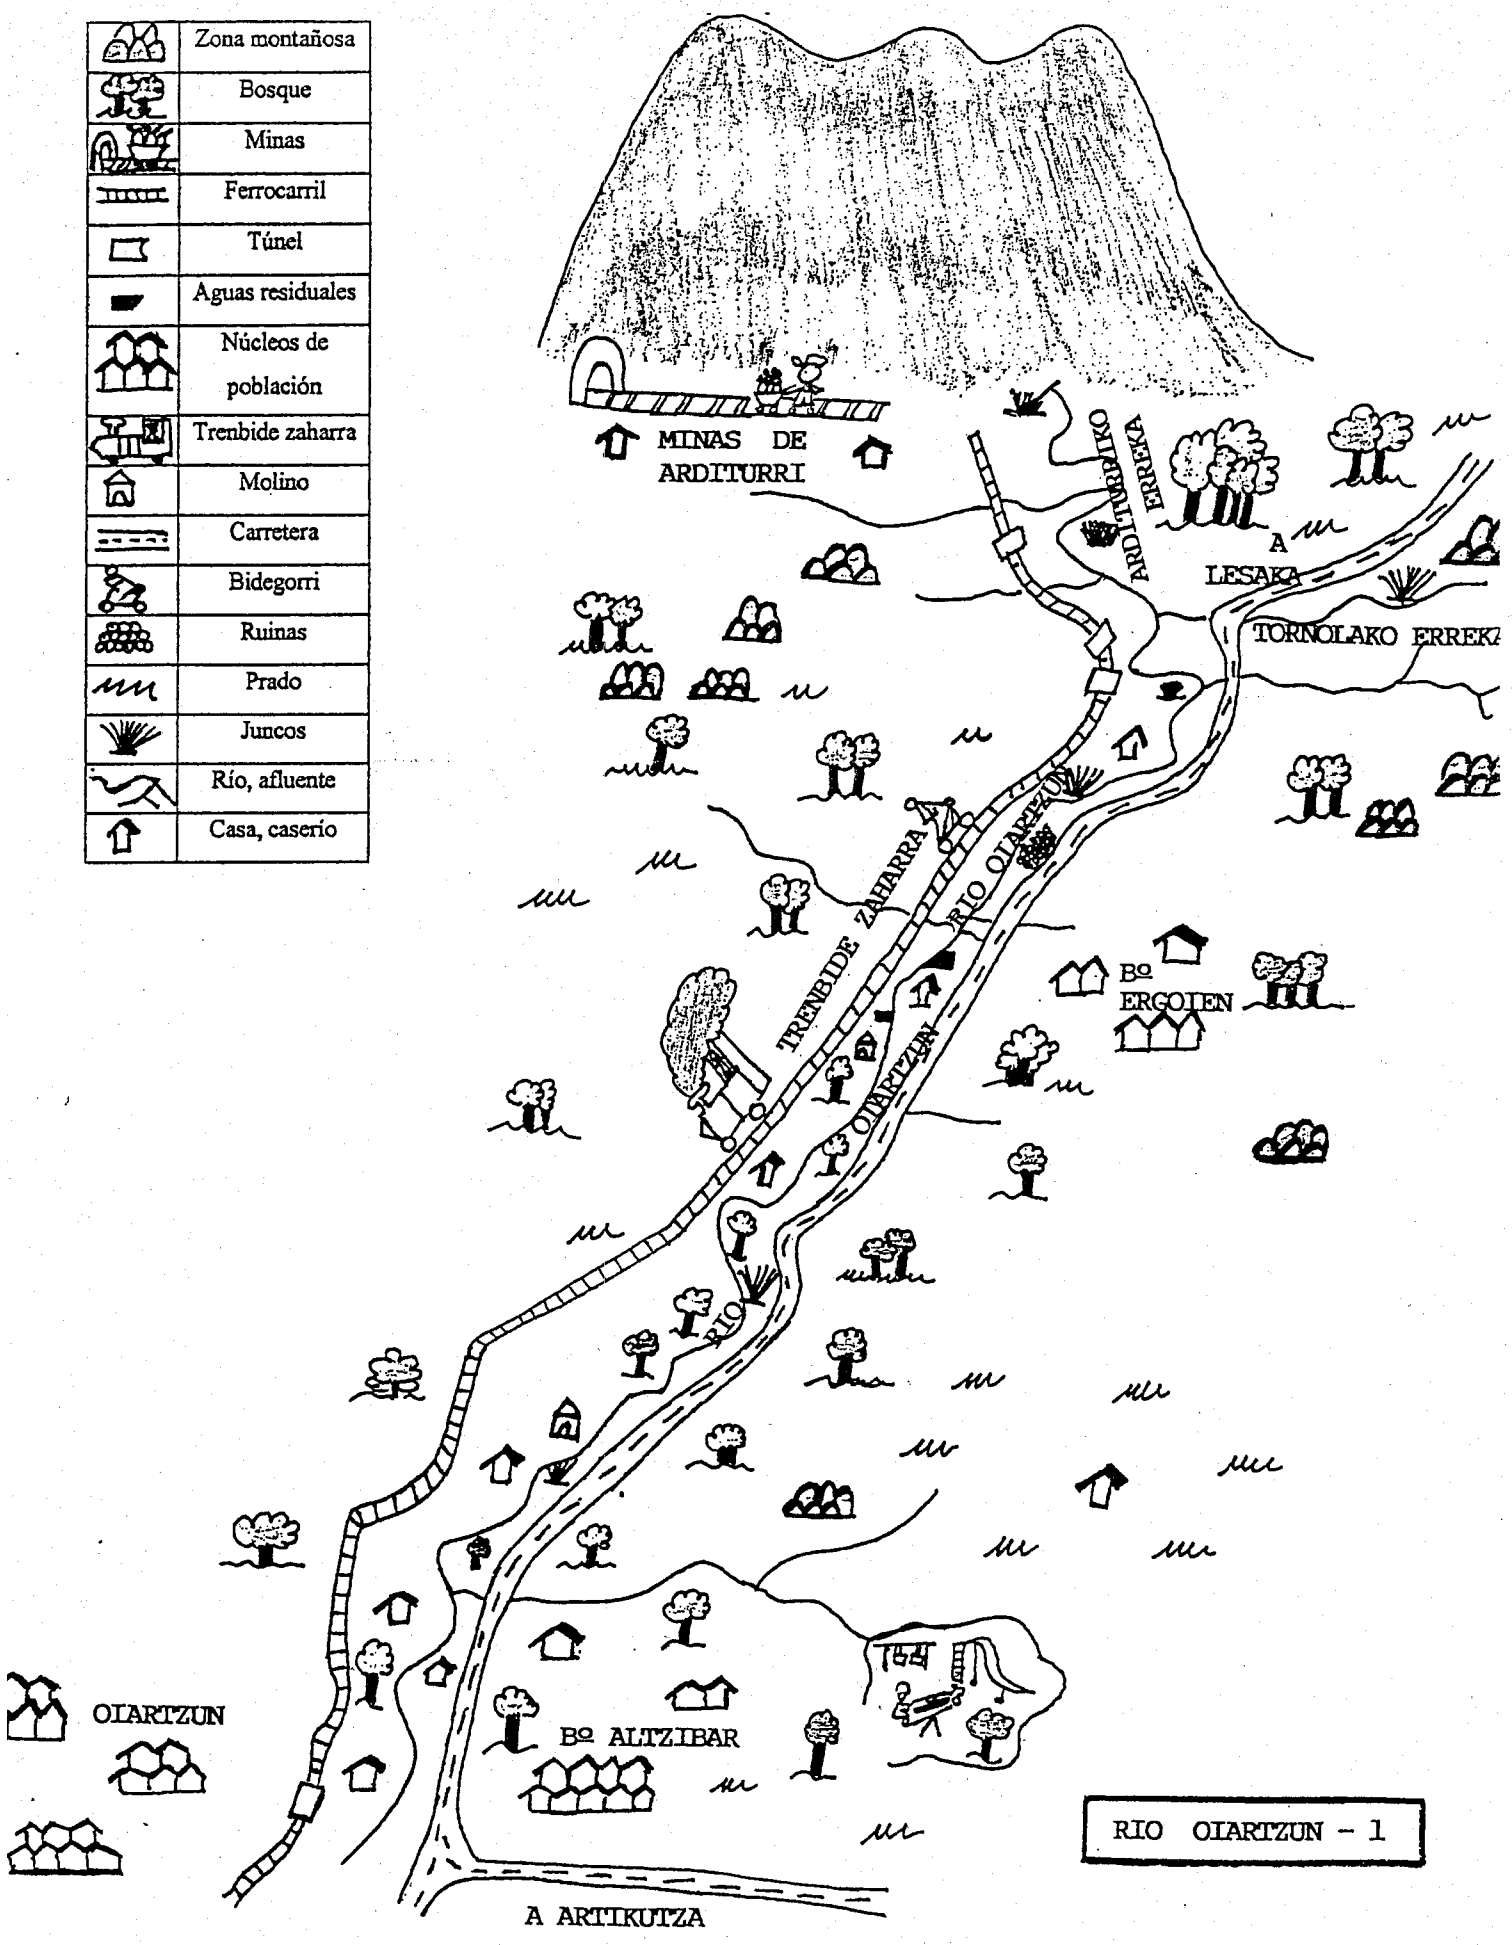 Zona montañosa
Bosque
Minas
Ferrocarril
Túnel
Aguas residuales
Núcleos de
población
Trenbide zaharra
Molino
Carretera
Bidegorri
Ruinas
Prado
Juncos
Río, afluente
Casa, caserío
MINAS DE
ARDITURRI
ARDITURRIKO
ERREKA
ARDITURRIKO
A
LESAKA
TORNOLAKO ERREKA
RIO OIARTZUN
TRENBIDE ZAHARRA
Bº
ERGOIEN
RIO OIARTZUN
OIARTZUN
Bº ALTZIBAR
RIO OIARTZUN - 1
A ARTIKUTZA